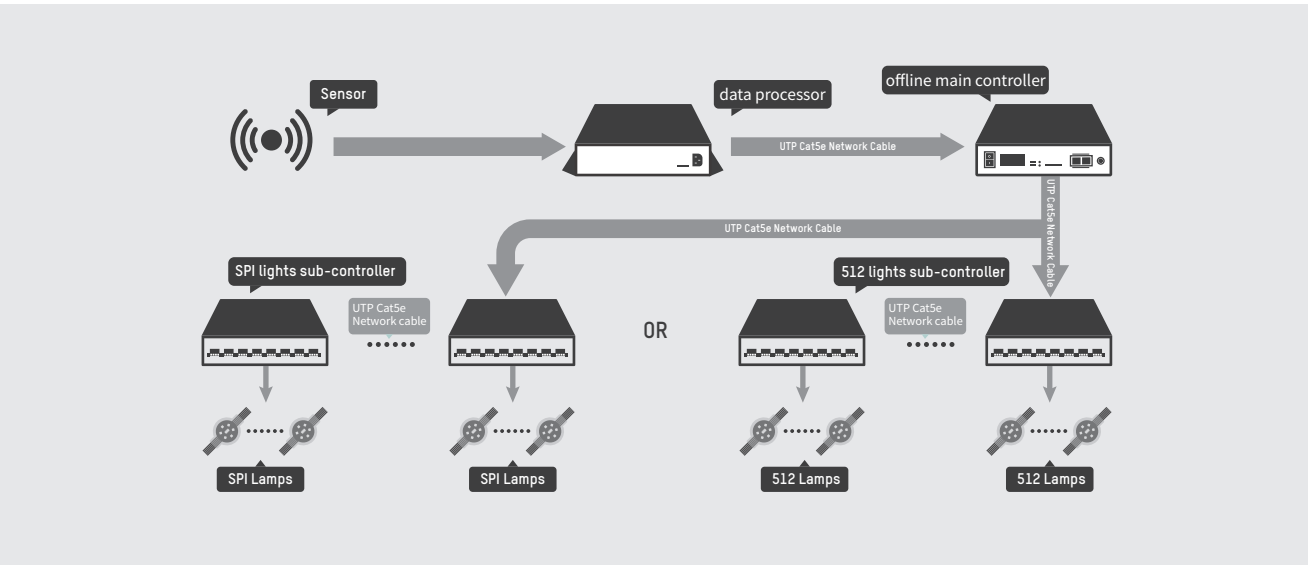 Sensor
data processor
offline main controller
UTP Cat5e Network Cable
UTP Cat5e Network Cable
UTP Cat5e Network Cable
SPI lights sub-controller
UTP Cat5e
Network cable
OR
512 lights sub-controller
UTP Cat5e
Network cable
SPI Lamps
SPI Lamps
512 Lamps
512 Lamps